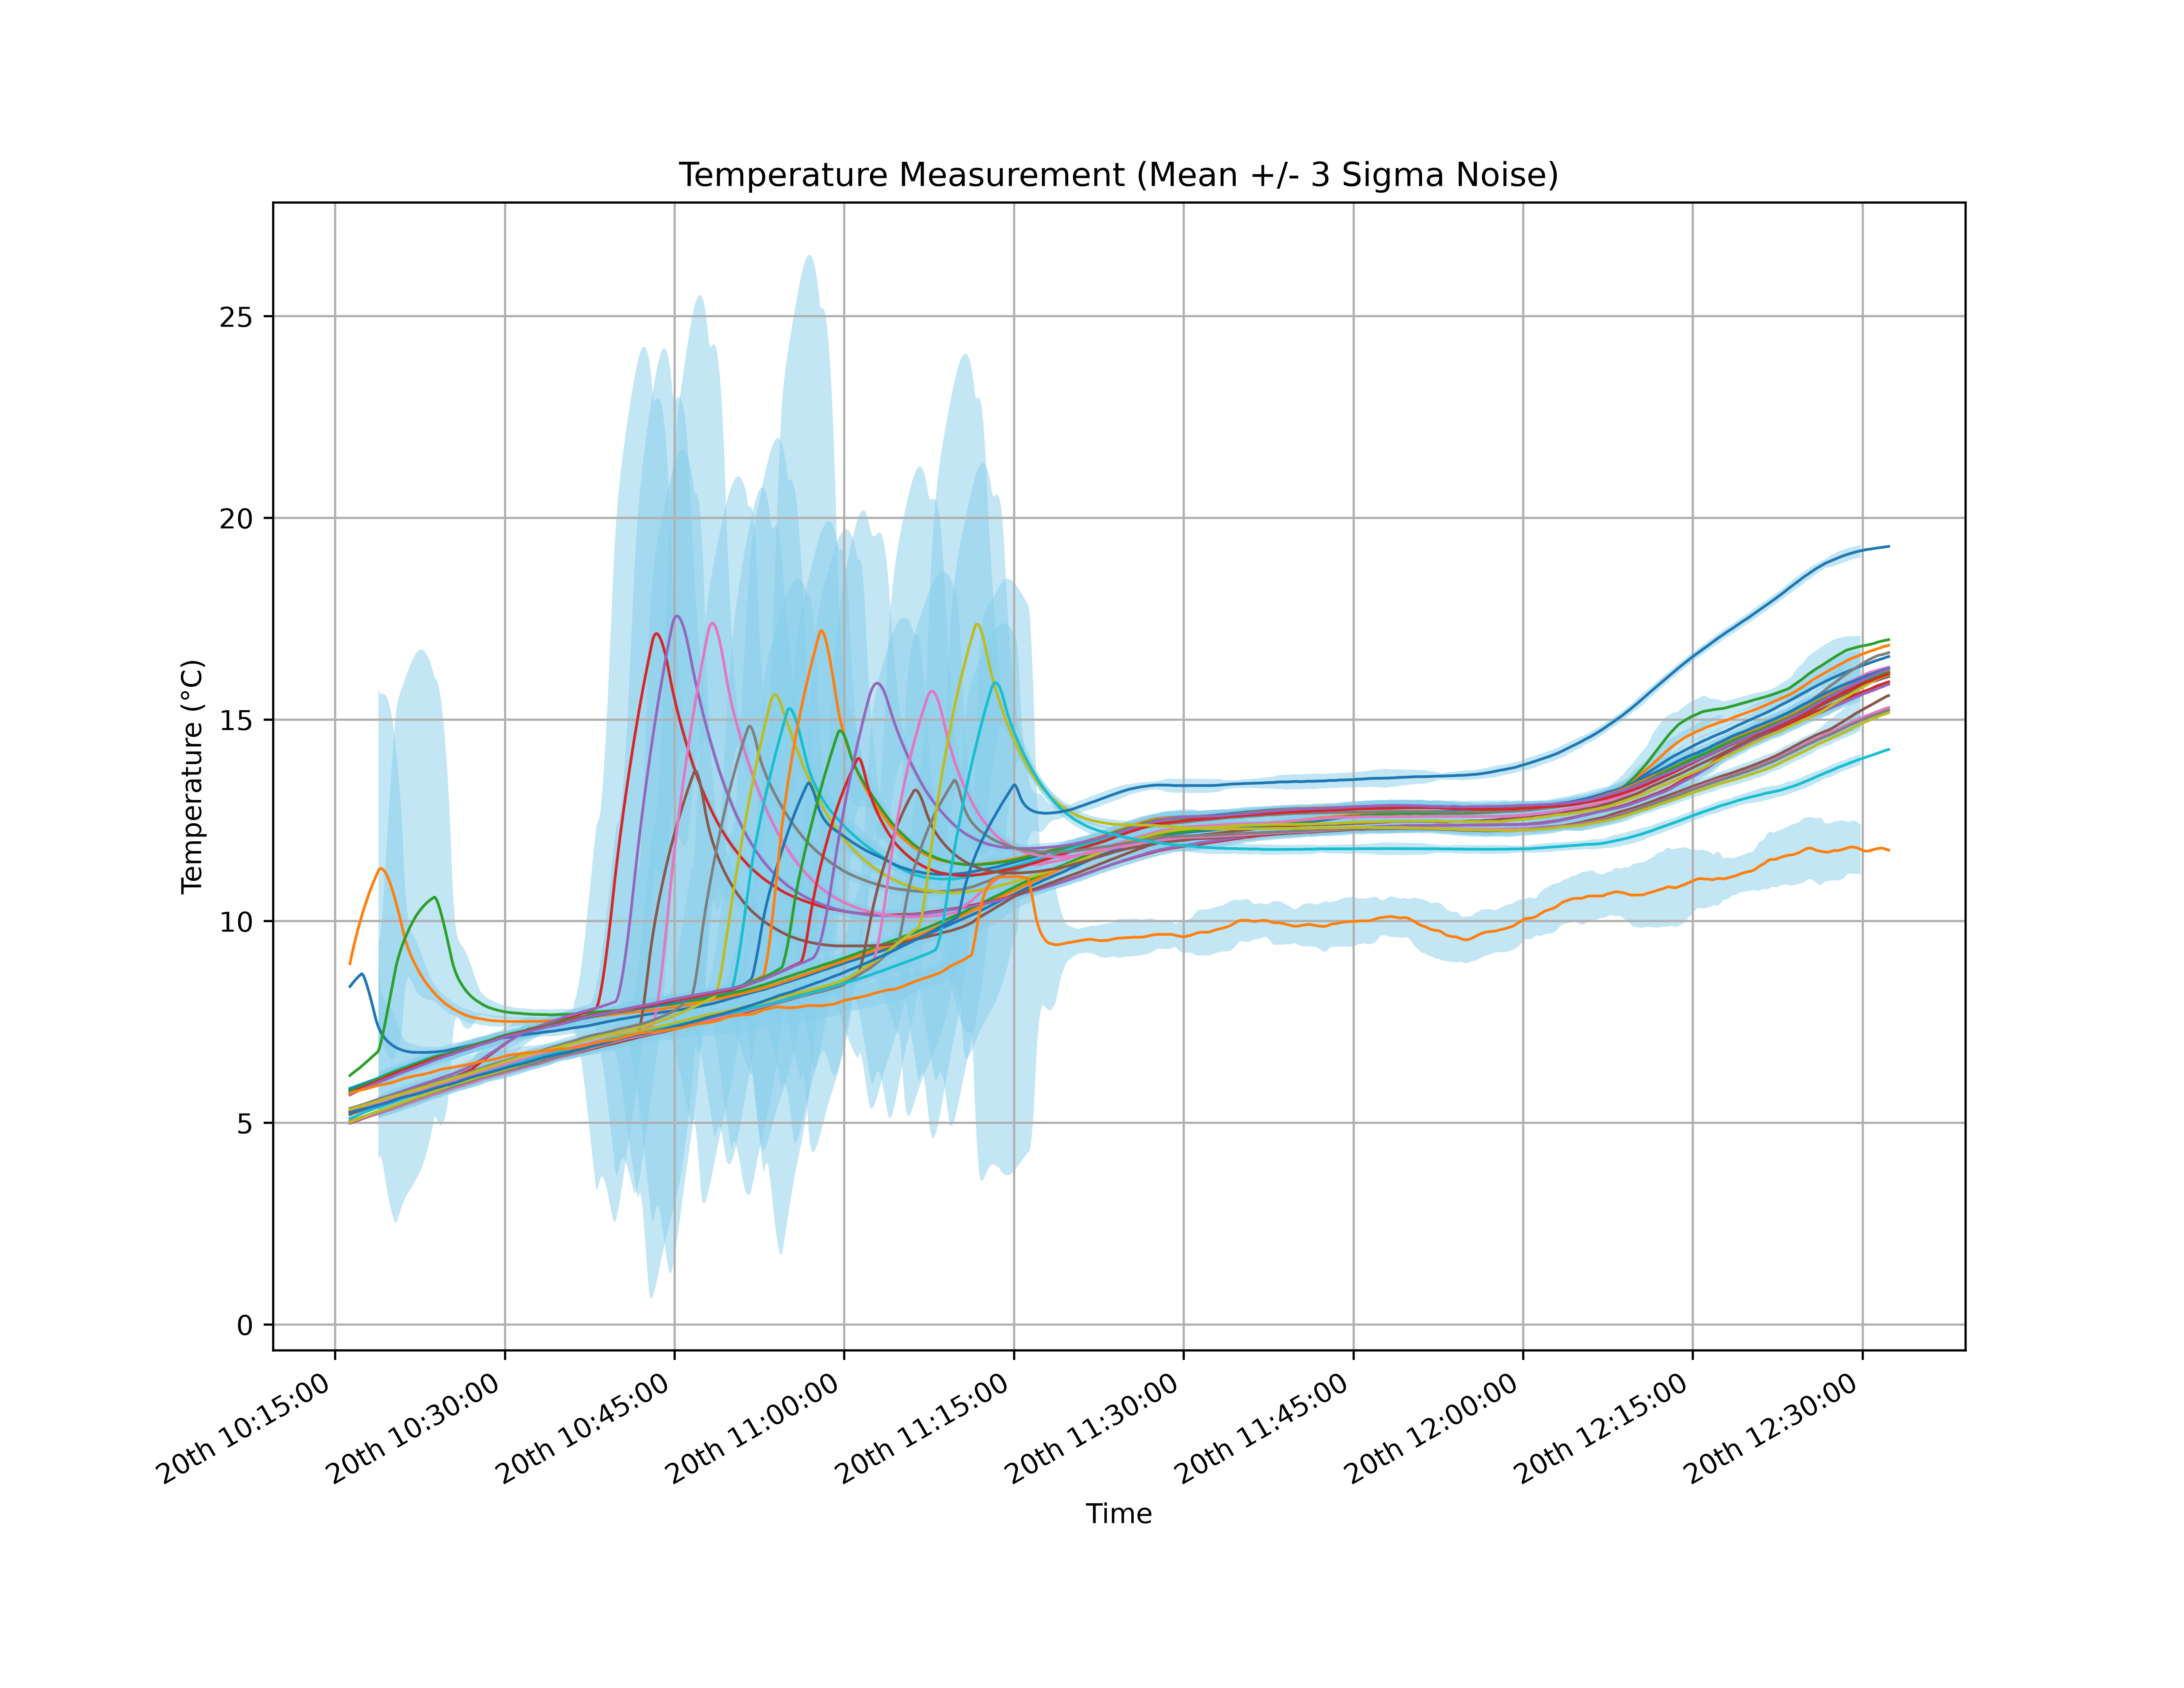 Temperature Measurement (Mean +/- 3 Sigma Noise)
Temperature (°C)
25
20
15
10
5
0
20th 10:15:00
20th 10:30:00
20th 10:45:00
20th 11:00:00
20th 11:15:00
20th 11:30:00
20th 11:45:00
20th 12:00:00
20th 12:15:00
20th 12:30:00
Time